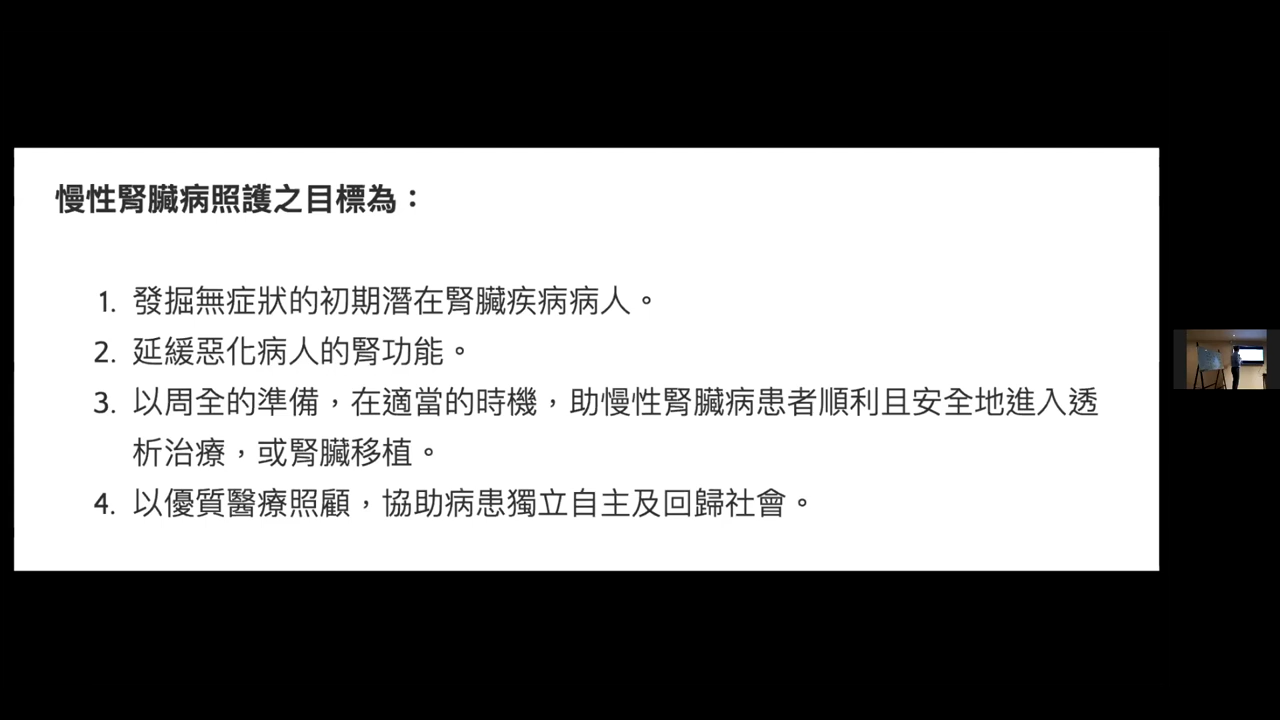 慢性腎臟病照護之目標為：
1. 發掘無症狀的初期潛在腎臟疾病病人。
2. 延緩惡化病人的腎功能。
3. 以周全的準備，在適當的時機，助慢性腎臟病患者順利且安全地進入透
析治療，或腎臟移植。
4. 以優質醫療照顧，協助病患獨立自主及回歸社會。